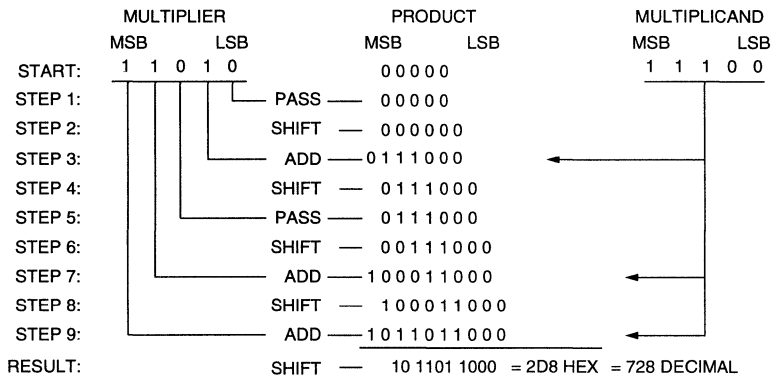 MULTIPLIER PRODUCT MULTIPLICAND
MSB LSB MSB LSB MSB LSB
START: 1 1 0 1 0 0 0 0 0 0 1 1 1 0 0
STEP 1: PASS — 0 0 0 0 0
STEP 2: SHIFT — 0 0 0 0 0 0
STEP 3: ADD — 0 1 1 1 0 0 0
STEP 4: SHIFT — 0 1 1 1 0 0 0
STEP 5: PASS — 0 1 1 1 0 0 0
STEP 6: SHIFT — 0 0 1 1 1 0 0 0
STEP 7: ADD — 1 0 0 0 1 1 0 0 0
STEP 8: SHIFT — 1 0 0 0 1 1 0 0 0
STEP 9: ADD — 1 0 1 1 0 1 1 0 0 0
RESULT: SHIFT — 10 1101 1000 = 2D8 HEX = 728 DECIMAL